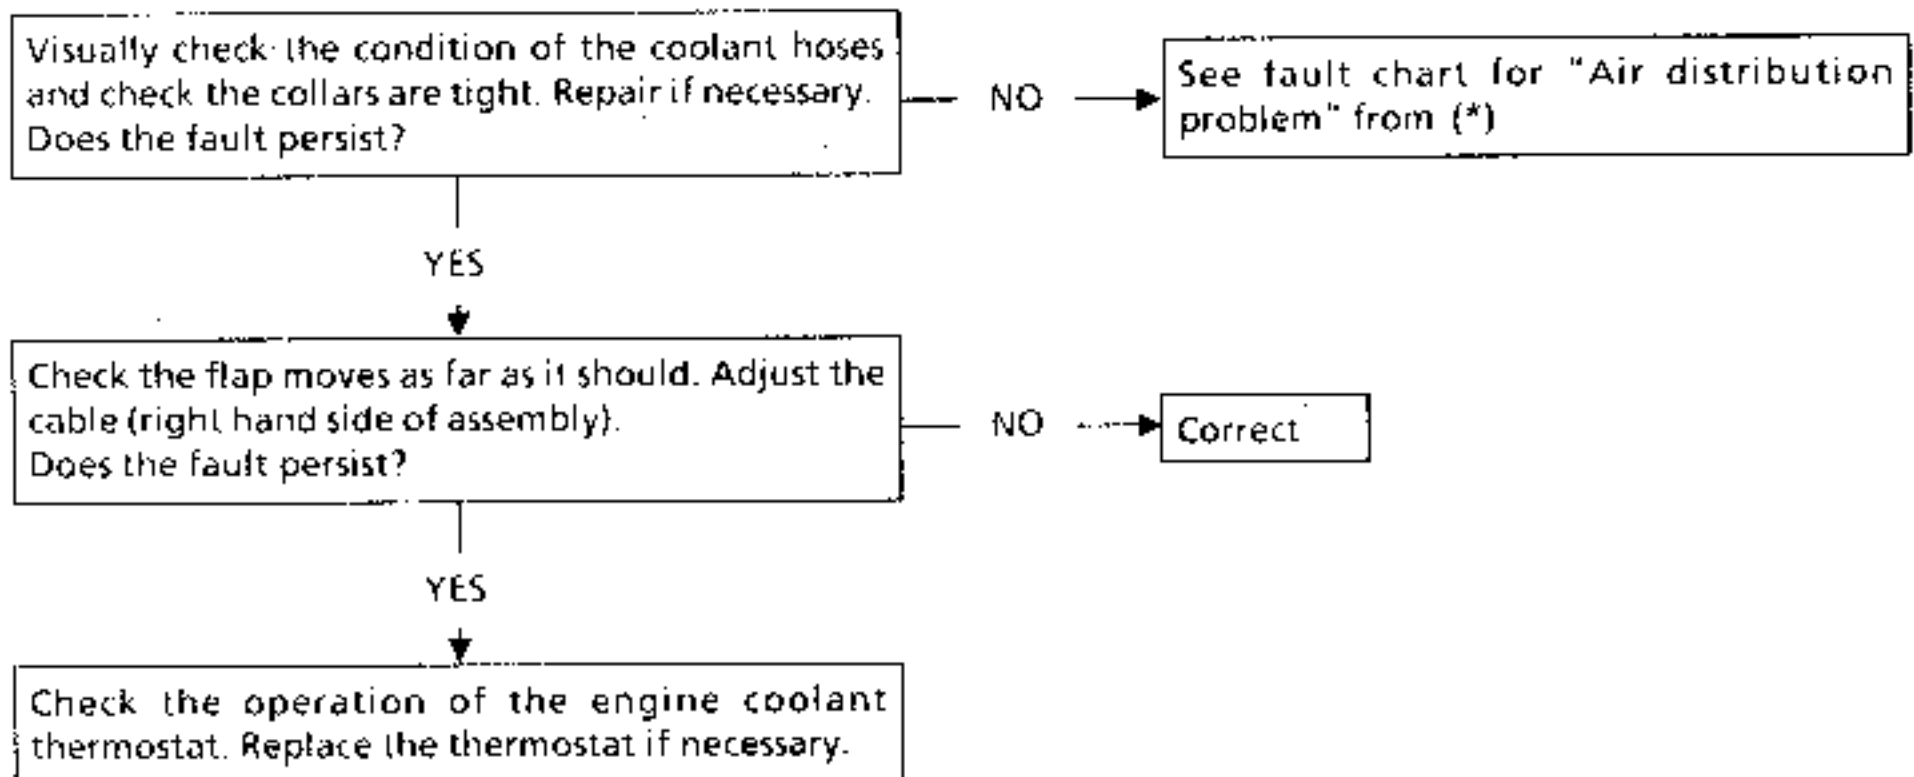 Visually check the condition of the coolant hoses
and check the collars are tight. Repair if necessary.
Does the fault persist?
NO
See fault chart for "Air distribution
problem" from (*)
YES
Check the flap moves as far as it should. Adjust the
cable (right hand side of assembly).
Does the fault persist?
NO
Correct
YES
Check the operation of the engine coolant
thermostat. Replace the thermostat if necessary.